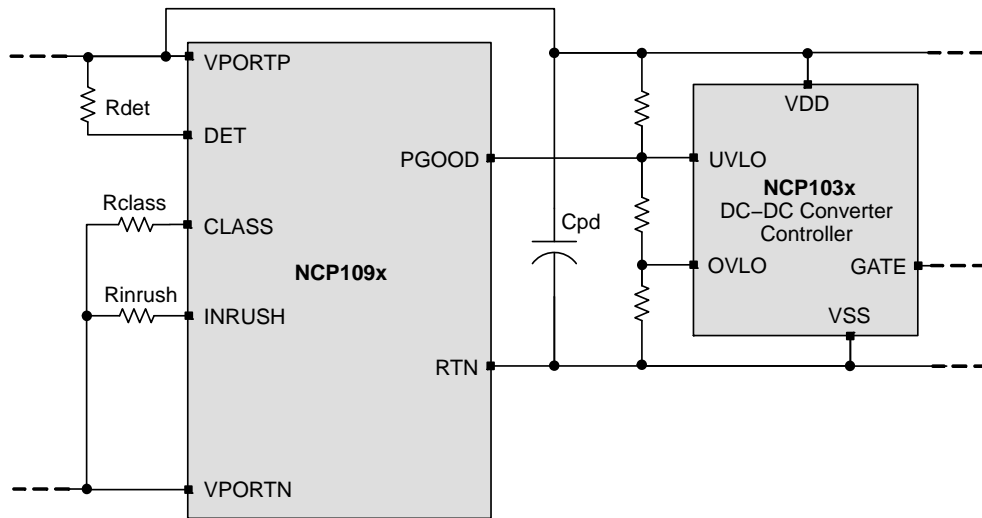 VPORTP
Rdet
DET
VDD
PGOOD
UVLO
NCP103x
DC−DC Converter
Controller
Rclass
CLASS
Cpd
NCP109x
OVLO
GATE
Rinrush
INRUSH
VSS
RTN
VPORTN